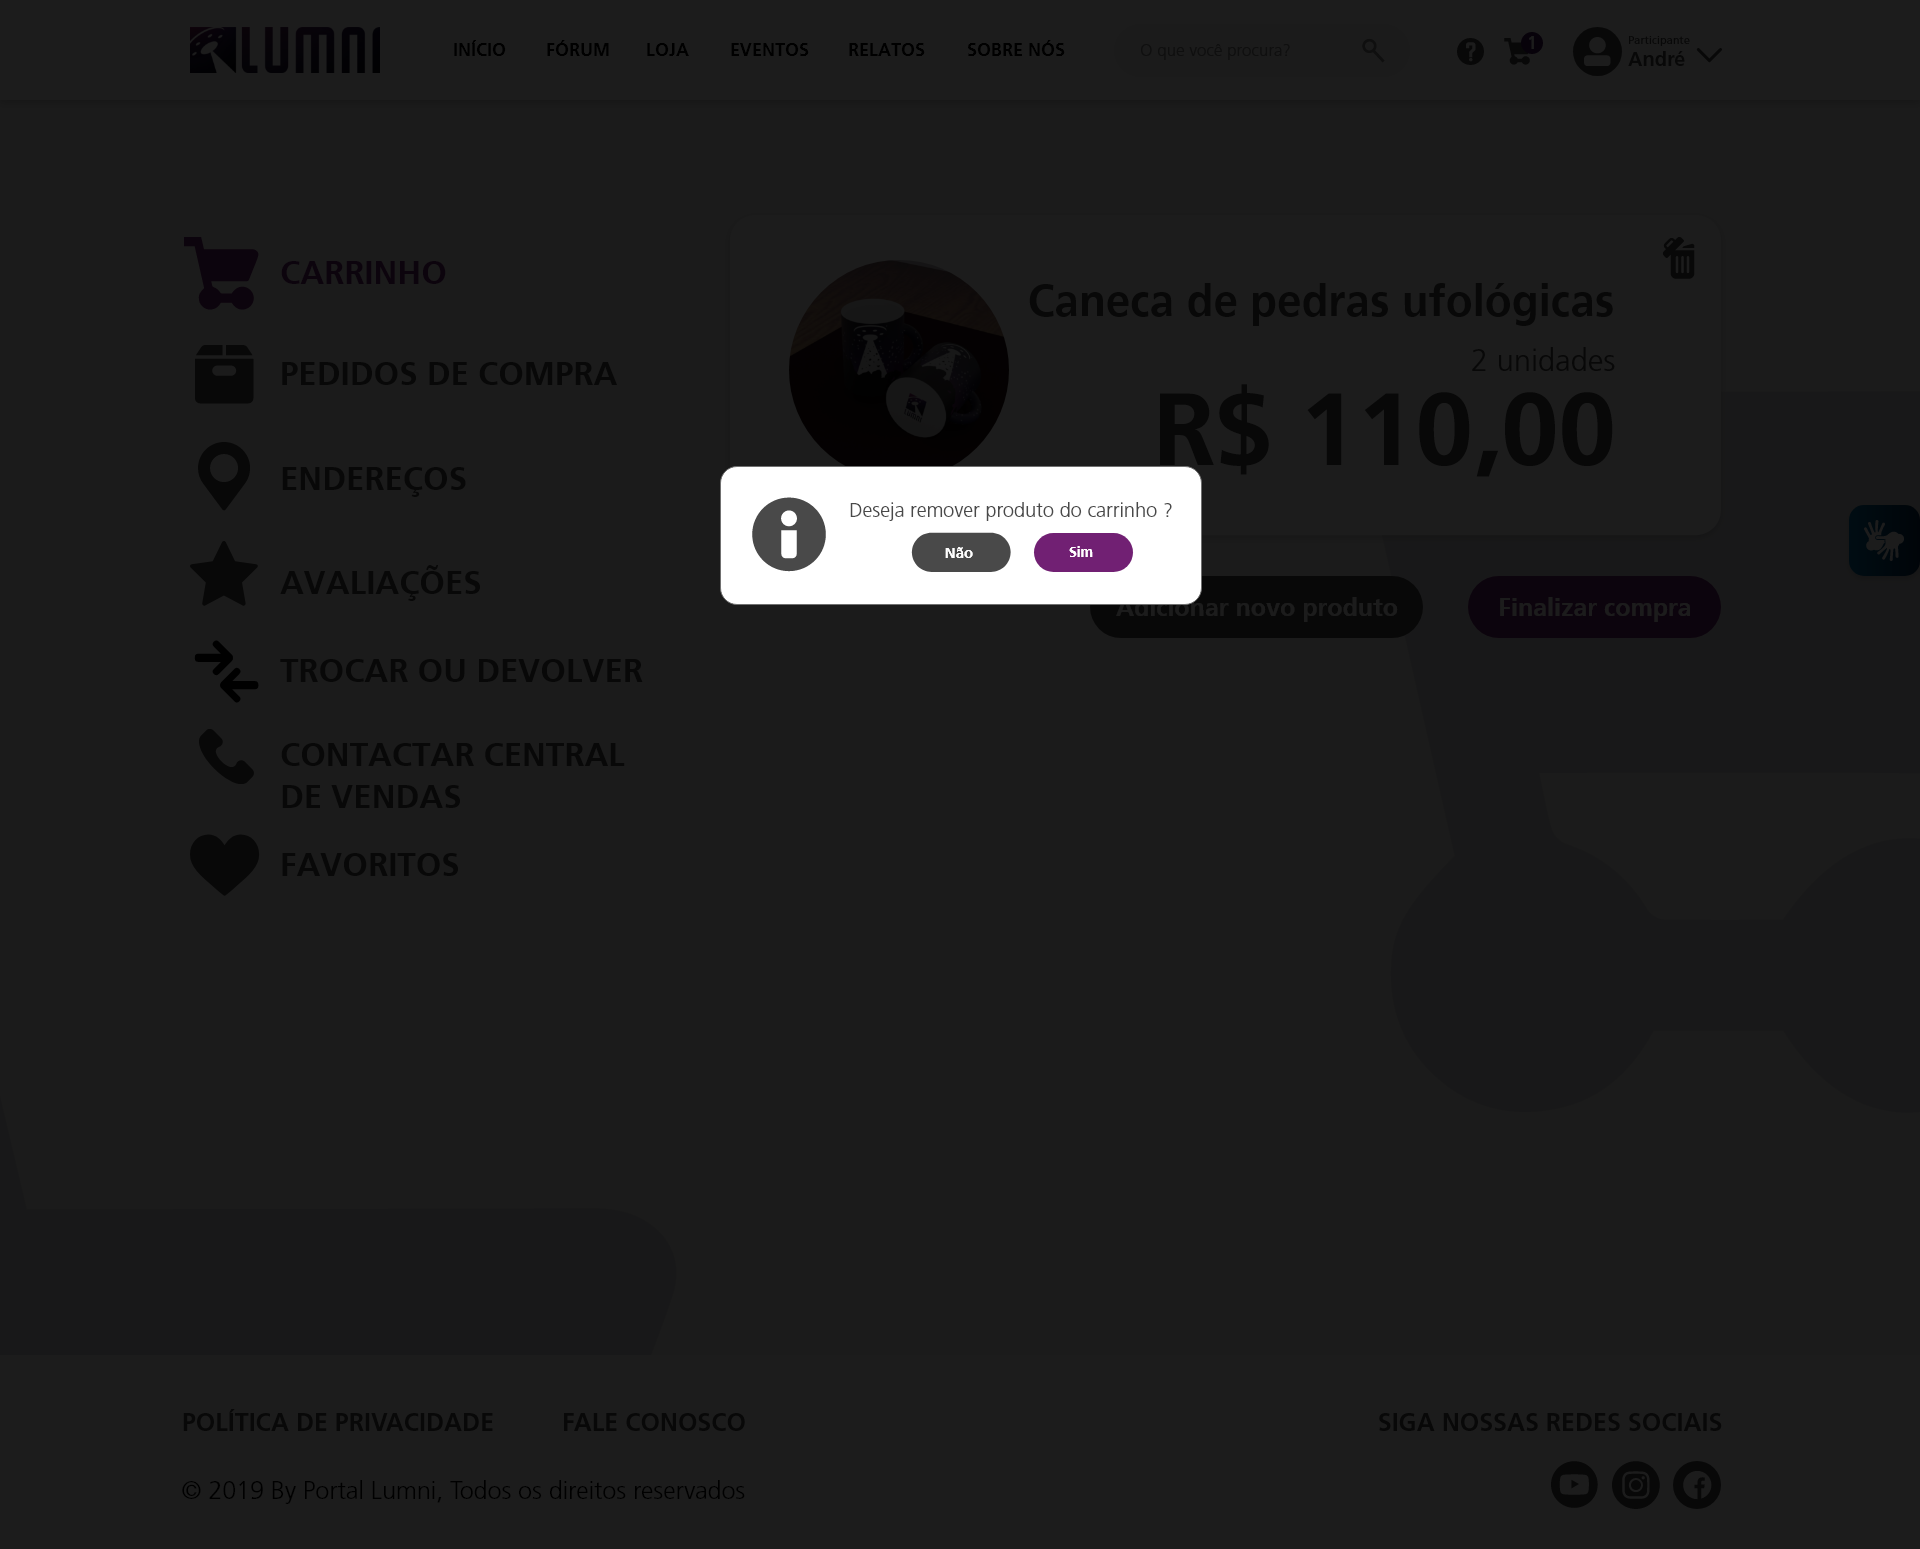 LUMNI
INÍCIO
FÓRUM
LOJA
EVENTOS
RELATOS
SOBRE NÓS
O que você procura?
1
Participante
André
CARRINHO
PEDIDOS DE COMPRA
ENDEREÇOS
AVALIAÇÕES
TROCAR OU DEVOLVER
CONTACTAR CENTRAL
DE VENDAS
FAVORITOS
Caneca de pedras ufológicas
2 unidades
R$ 110,00
Deseja remover produto do carrinho ?
Não
Sim
Adicionar novo produto
Finalizar compra
POLÍTICA DE PRIVACIDADE
FALE CONOSCO
© 2019 By Portal Lumni, Todos os direitos reservados
SIGA NOSSAS REDES SOCIAIS